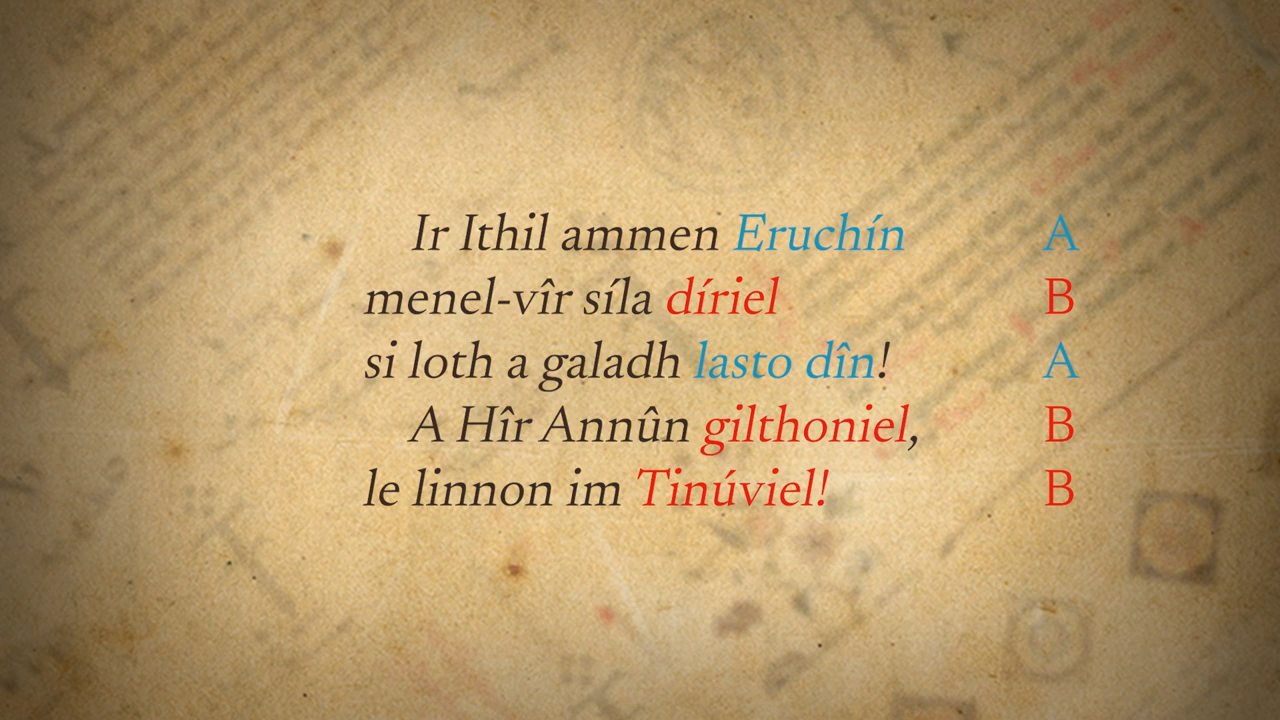 Ir Ithil ammen Eruchín A
menel-vîr síla díriel B
si loth a galadh lasto dîn! A
A Hîr Annûn gilthoniel, B
le linnon im Tinúviel! B